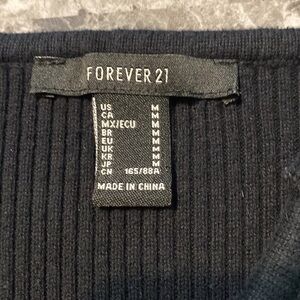 FOREVER 21
US M
CA M
MX/ECU M
BR M
EU M
UK M
KR M
JP M
CN 165/88A
MADE IN CHINA